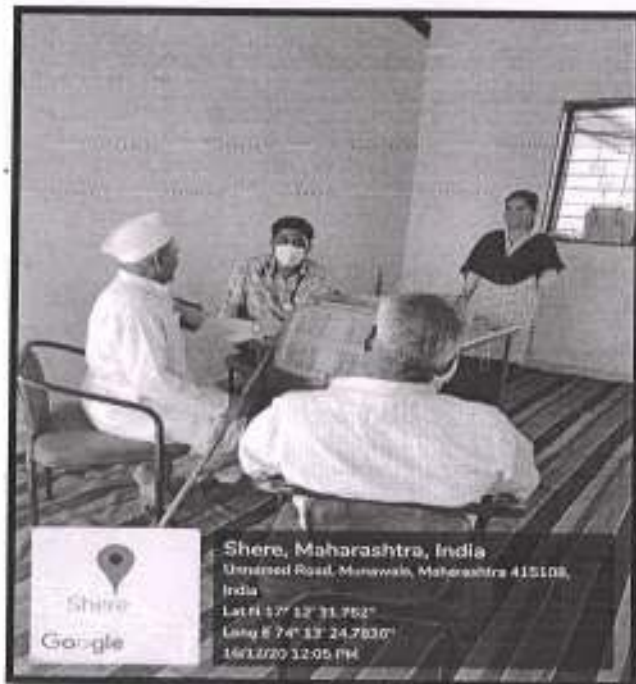 Shere
Google
Shere, Maharashtra, India
Unnamed Road, Munawale, Maharashtra 415108,
India
Lat N 17° 12' 31.752"
Long E 74° 13' 24.7836"
16/12/20 12:05 PM